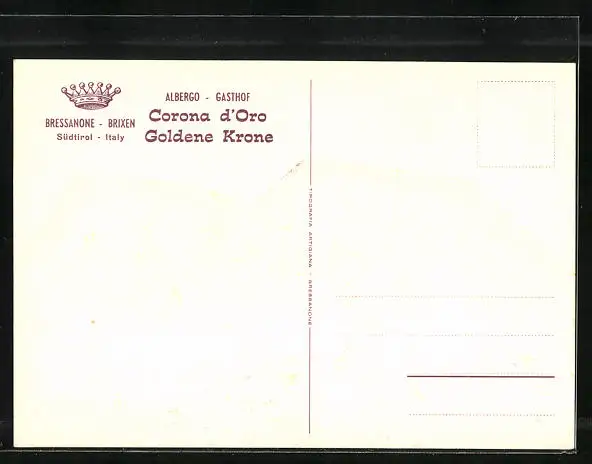 ALBERGO - GASTHOF
Corona d'Oro
Goldene Krone
BRESSANONE - BRIXEN
Südtirol - Italy
TIPOGRAFIA ARTIGIANA - BRESSANONE